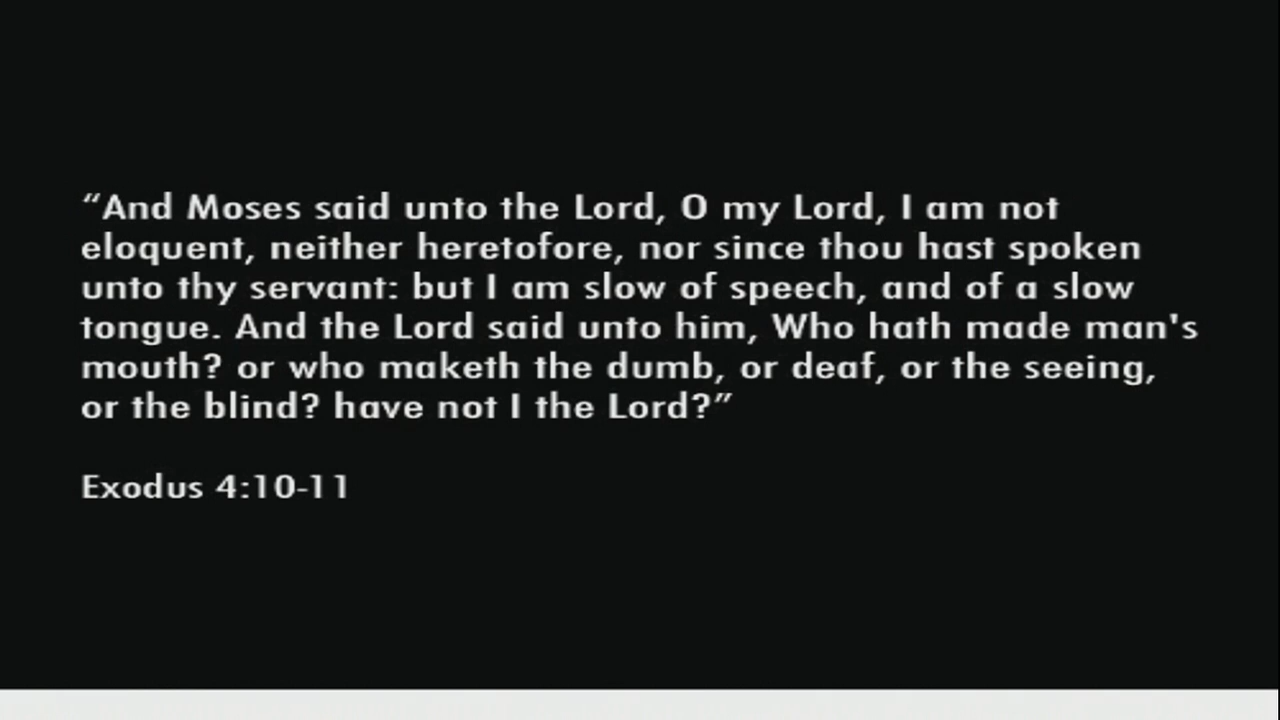 “And Moses said unto the Lord, O my Lord, I am not
eloquent, neither heretofore, nor since thou hast spoken
unto thy servant: but I am slow of speech, and of a slow
tongue. And the Lord said unto him, Who hath made man's
mouth? or who maketh the dumb, or deaf, or the seeing,
or the blind? have not I the Lord?”
Exodus 4:10-11